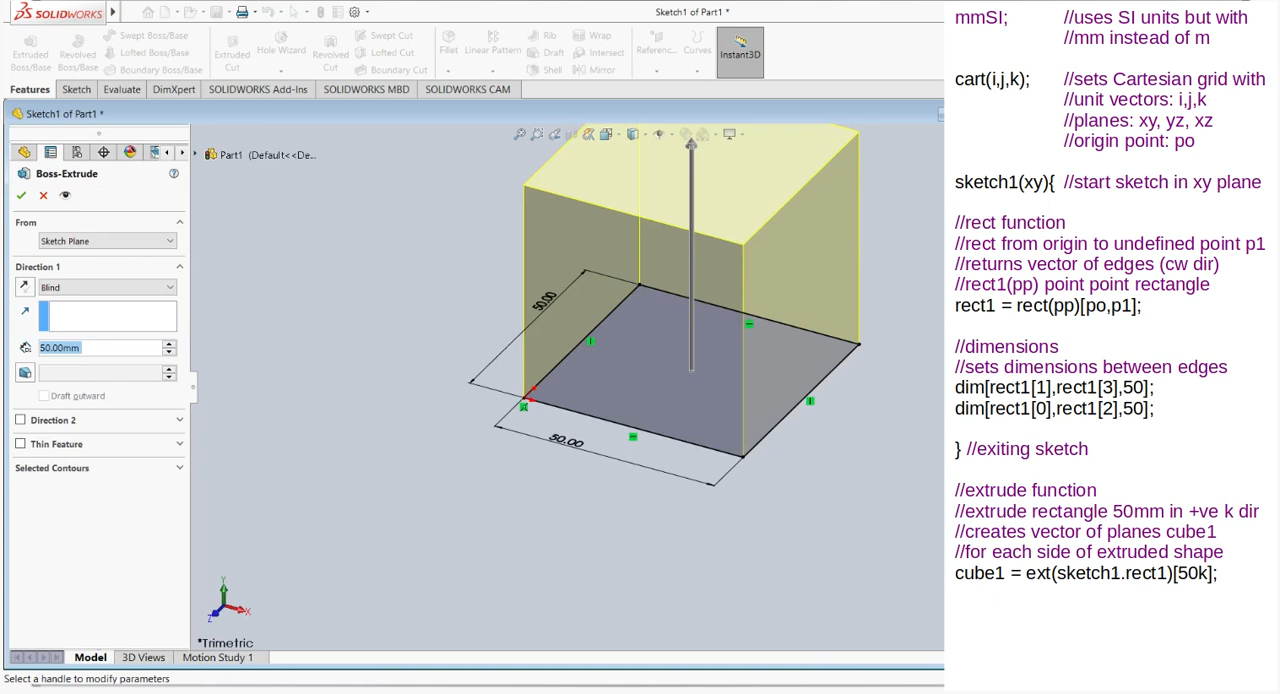 SOLIDWORKS
Sketch1 of Part1 *
Extruded Boss/Base
Revolved Boss/Base
Swept Boss/Base
Lofted Boss/Base
Boundary Boss/Base
Extruded Cut
Hole Wizard
Revolved Cut
Swept Cut
Lofted Cut
Boundary Cut
Fillet
Linear Pattern
Rib
Draft
Shell
Wrap
Intersect
Mirror
Referenc...
Curves
Instant3D
Features
Sketch
Evaluate
DimXpert
SOLIDWORKS Add-Ins
SOLIDWORKS MBD
SOLIDWORKS CAM
Sketch1 of Part1 *
Part1 (Default<<De...
Boss-Extrude
From
Sketch Plane
Direction 1
Blind
50.00mm
Draft outward
Direction 2
Thin Feature
Selected Contours
50.00
50.00
Y
X
Z
*Trimetric
Model
3D Views
Motion Study 1
Select a handle to modify parameters
mmSI; //uses SI units but with
//mm instead of m
cart(i,j,k); //sets Cartesian grid with
//unit vectors: i,j,k
//planes: xy, yz, xz
//origin point: po
sketch1(xy){ //start sketch in xy plane
//rect function
//rect from origin to undefined point p1
//returns vector of edges (cw dir)
//rect1(pp) point point rectangle
rect1 = rect(pp)[po,p1];
//dimensions
//sets dimensions between edges
dim[rect1[1],rect1[3],50];
dim[rect1[0],rect1[2],50];
} //exiting sketch
//extrude function
//extrude rectangle 50mm in +ve k dir
//creates vector of planes cube1
//for each side of extruded shape
cube1 = ext(sketch1.rect1)[50k];